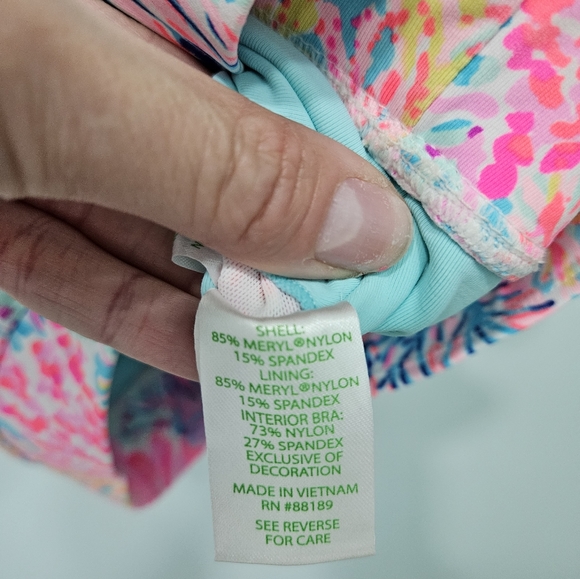 SHELL:
85% MERYL®NYLON
15% SPANDEX
LINING:
85% MERYL®NYLON
15% SPANDEX
INTERIOR BRA:
73% NYLON
27% SPANDEX
EXCLUSIVE OF
DECORATION
MADE IN VIETNAM
RN #88189
SEE REVERSE
FOR CARE